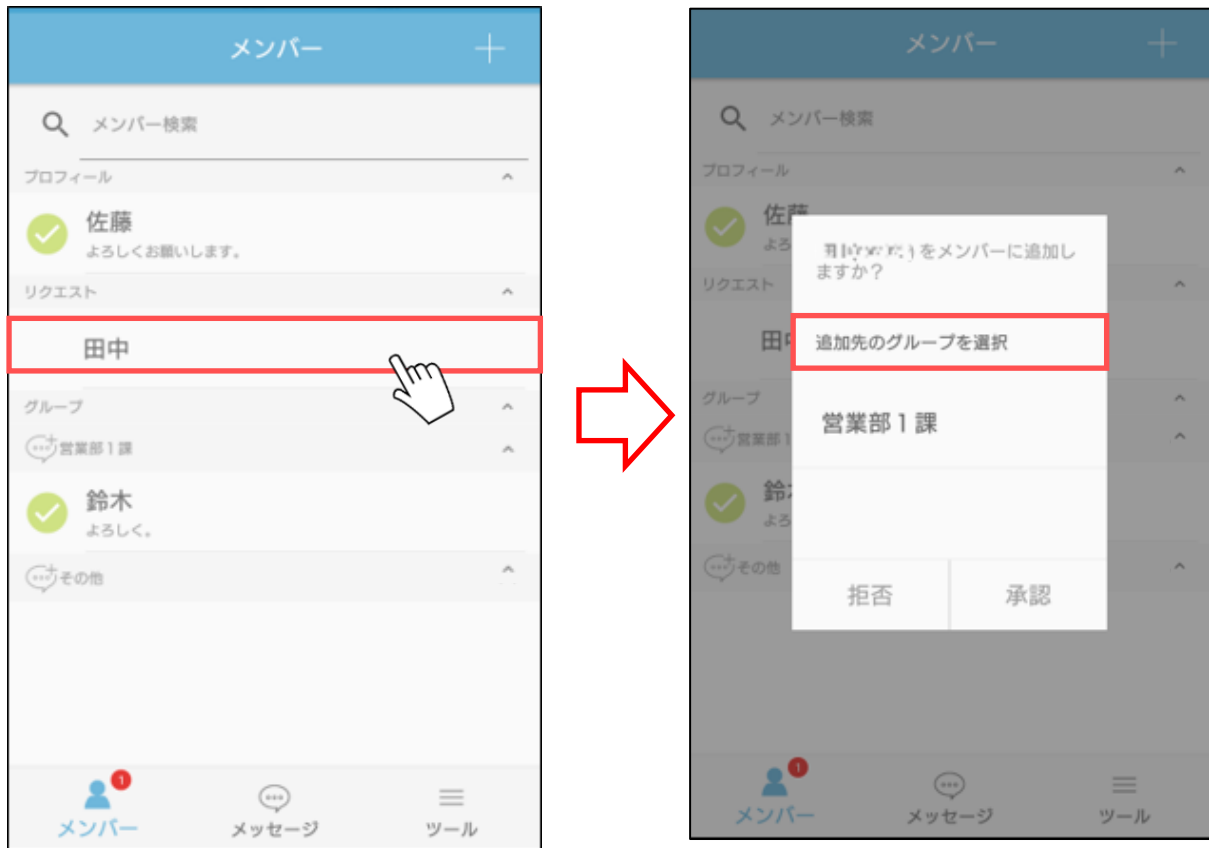 メンバー
メンバー検索
プロフィール
佐藤
よろしくお願いします。
リクエスト
田中
グループ
営業部１課
鈴木
よろしく。
その他
1
メンバー
メッセージ
ツール
メンバー
メンバー検索
プロフィール
佐藤
よろ
をメンバーに追加し
ますか？
リクエスト
田中
追加先のグループを選択
グループ
営業部1
営業部１課
鈴木
よろ
その他
拒否
承認
1
メンバー
メッセージ
ツール